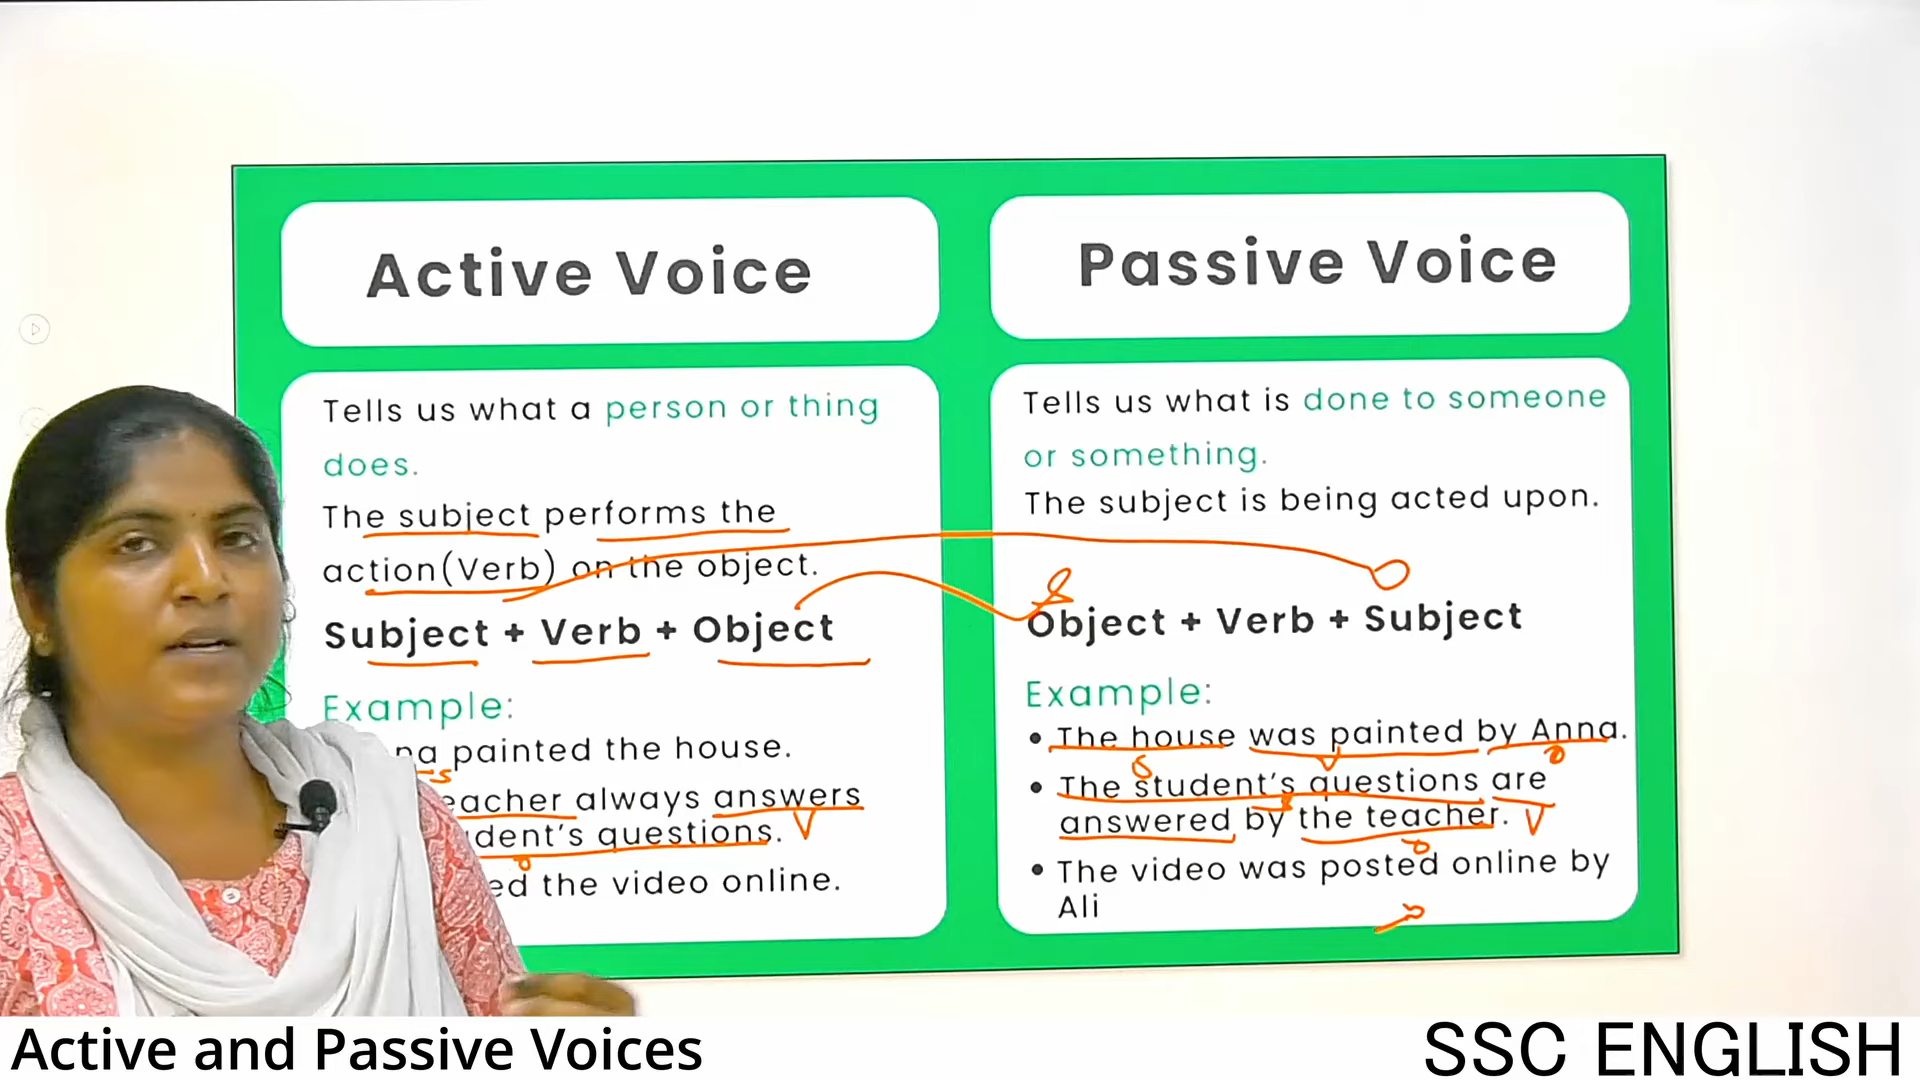 Active Voice
Passive Voice
Tells us what a person or thing
does.
The subject performs the
action(Verb) on the object.
Subject + Verb + Object
Example:
painted the house.
always answers
questions.
the video online.
Tells us what is done to someone
or something.
The subject is being acted upon.
Object + Verb + Subject
Example:
• The house was painted by Anna.
S V O
• The student's questions are
answered by the teacher. V
O
• The video was posted online by
Ali
Active and Passive Voices
SSC ENGLISH